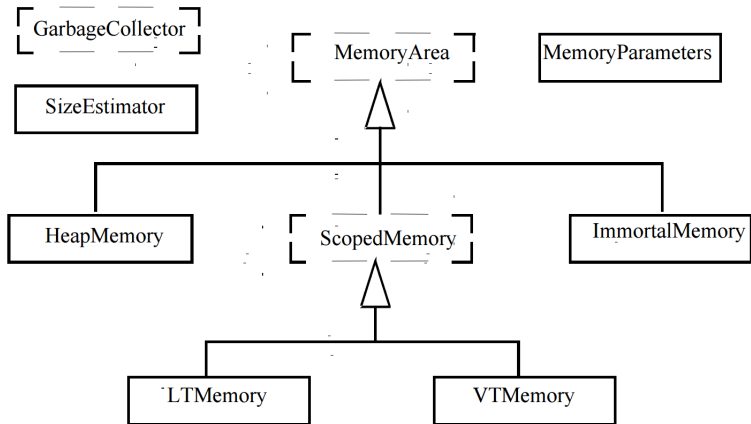 GarbageCollector
MemoryArea
MemoryParameters
SizeEstimator
HeapMemory
ScopedMemory
ImmortalMemory
LTMemory
VTMemory